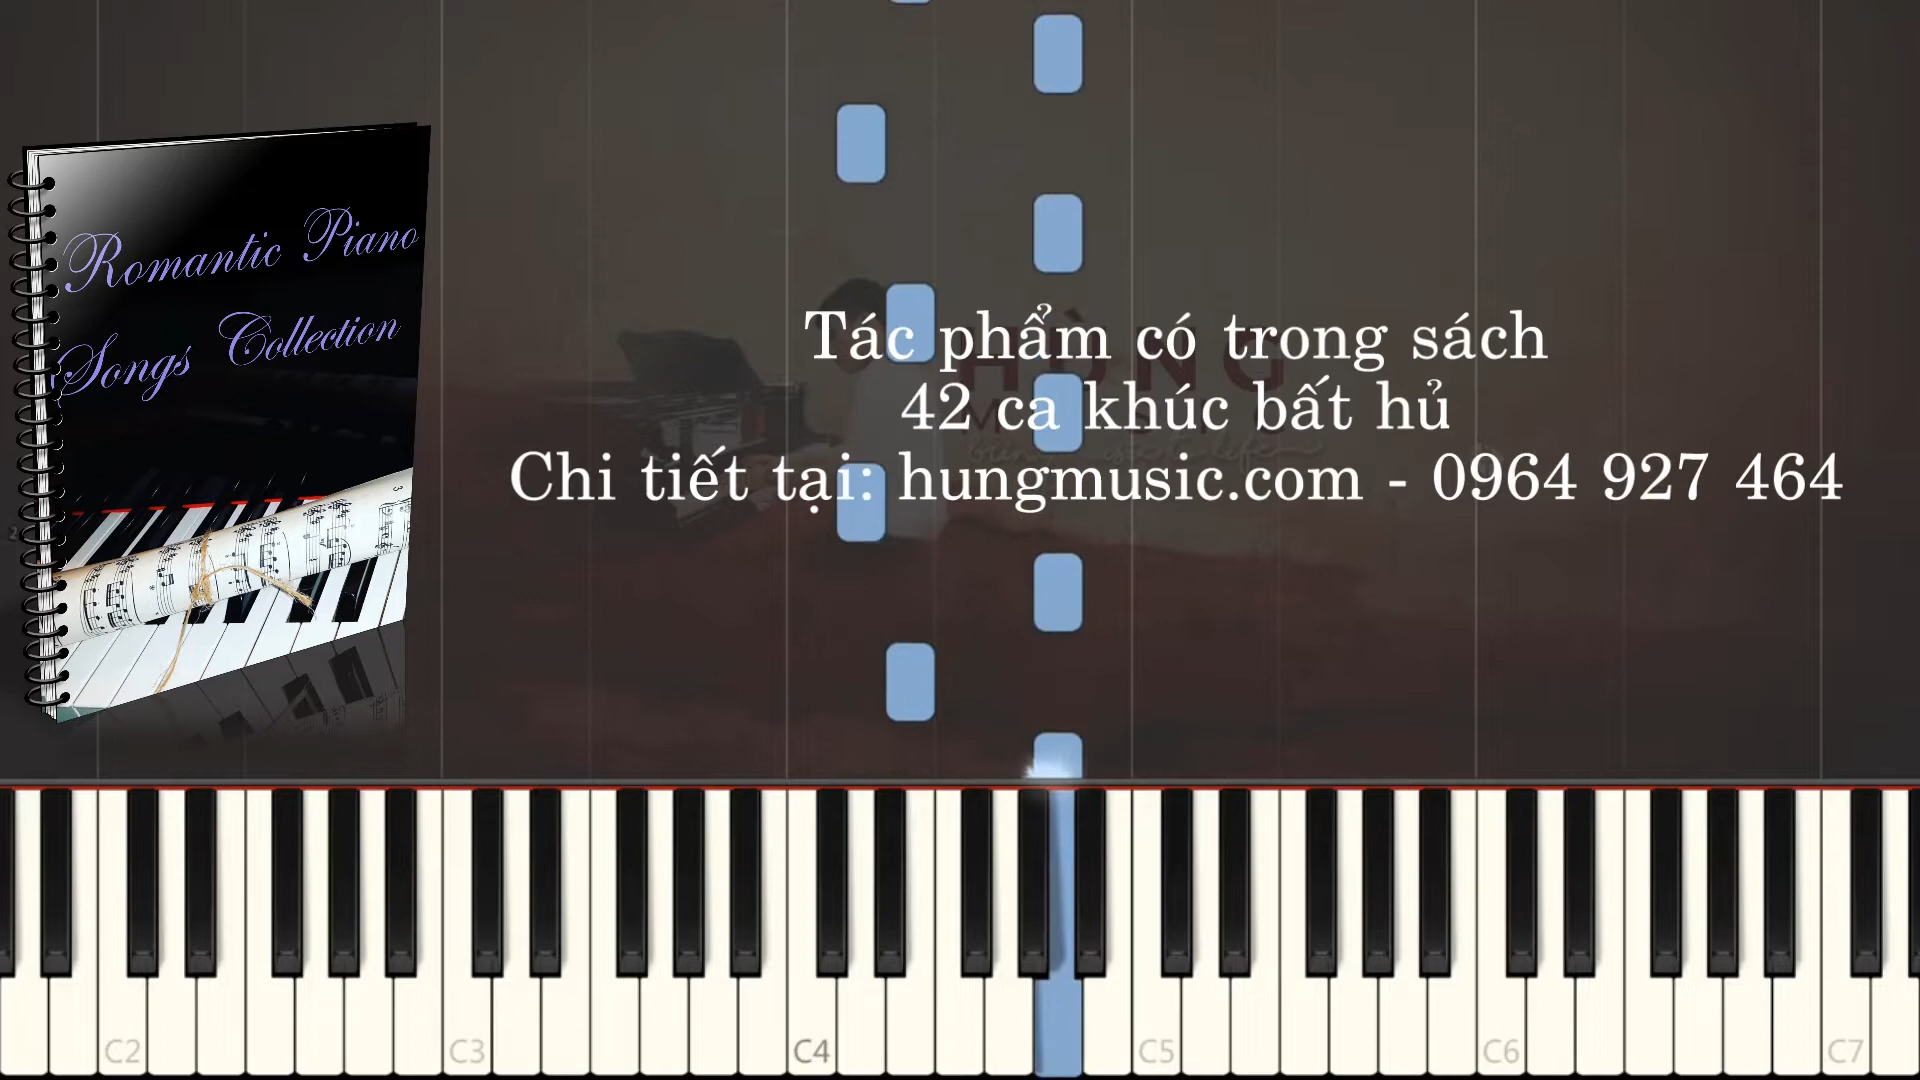 Romantic Piano
Songs Collection
Tác phẩm có trong sách
42 ca khúc bất hủ
Chi tiết tại: hungmusic.com - 0964 927 464
HÙNG
C2
C3
C4
C5
C6
C7